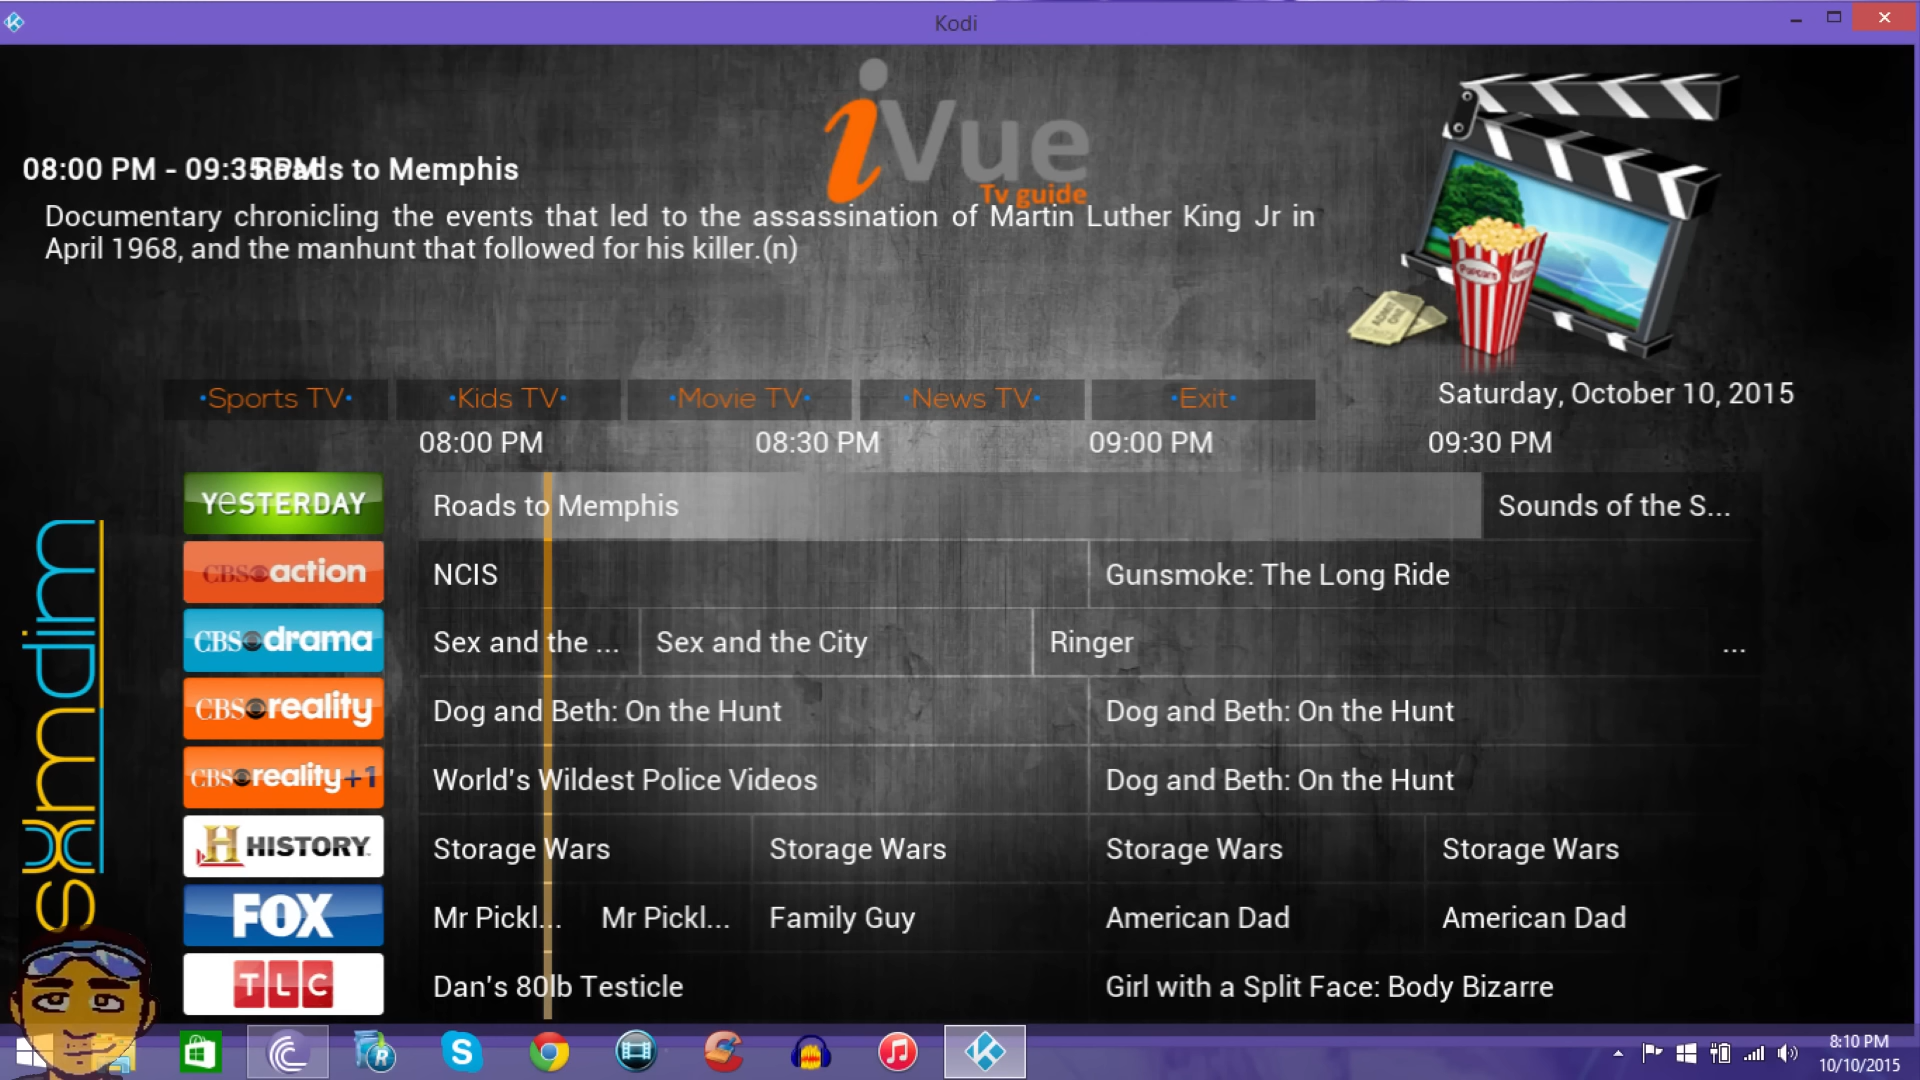 Kodi
iVue
Tv guide
08:00 PM - 09:35 PM Roads to Memphis
Documentary chronicling the events that led to the assassination of Martin Luther King Jr in
April 1968, and the manhunt that followed for his killer.(n)
Popcorn
ADMIT ONE
·Sports TV· ·Kids TV· ·Movie TV· ·News TV· ·Exit·
Saturday, October 10, 2015
08:00 PM 08:30 PM 09:00 PM 09:30 PM
YeSTERDAY Roads to Memphis Sounds of the S...
CBS action NCIS Gunsmoke: The Long Ride
CBS drama Sex and the ... Sex and the City Ringer ...
CBS reality Dog and Beth: On the Hunt Dog and Beth: On the Hunt
CBS reality+1 World's Wildest Police Videos Dog and Beth: On the Hunt
H HISTORY Storage Wars Storage Wars Storage Wars Storage Wars
FOX Mr Pickl... Mr Pickl... Family Guy American Dad American Dad
TLC Dan's 80lb Testicle Girl with a Split Face: Body Bizarre
sxmdim
8:10 PM
10/10/2015